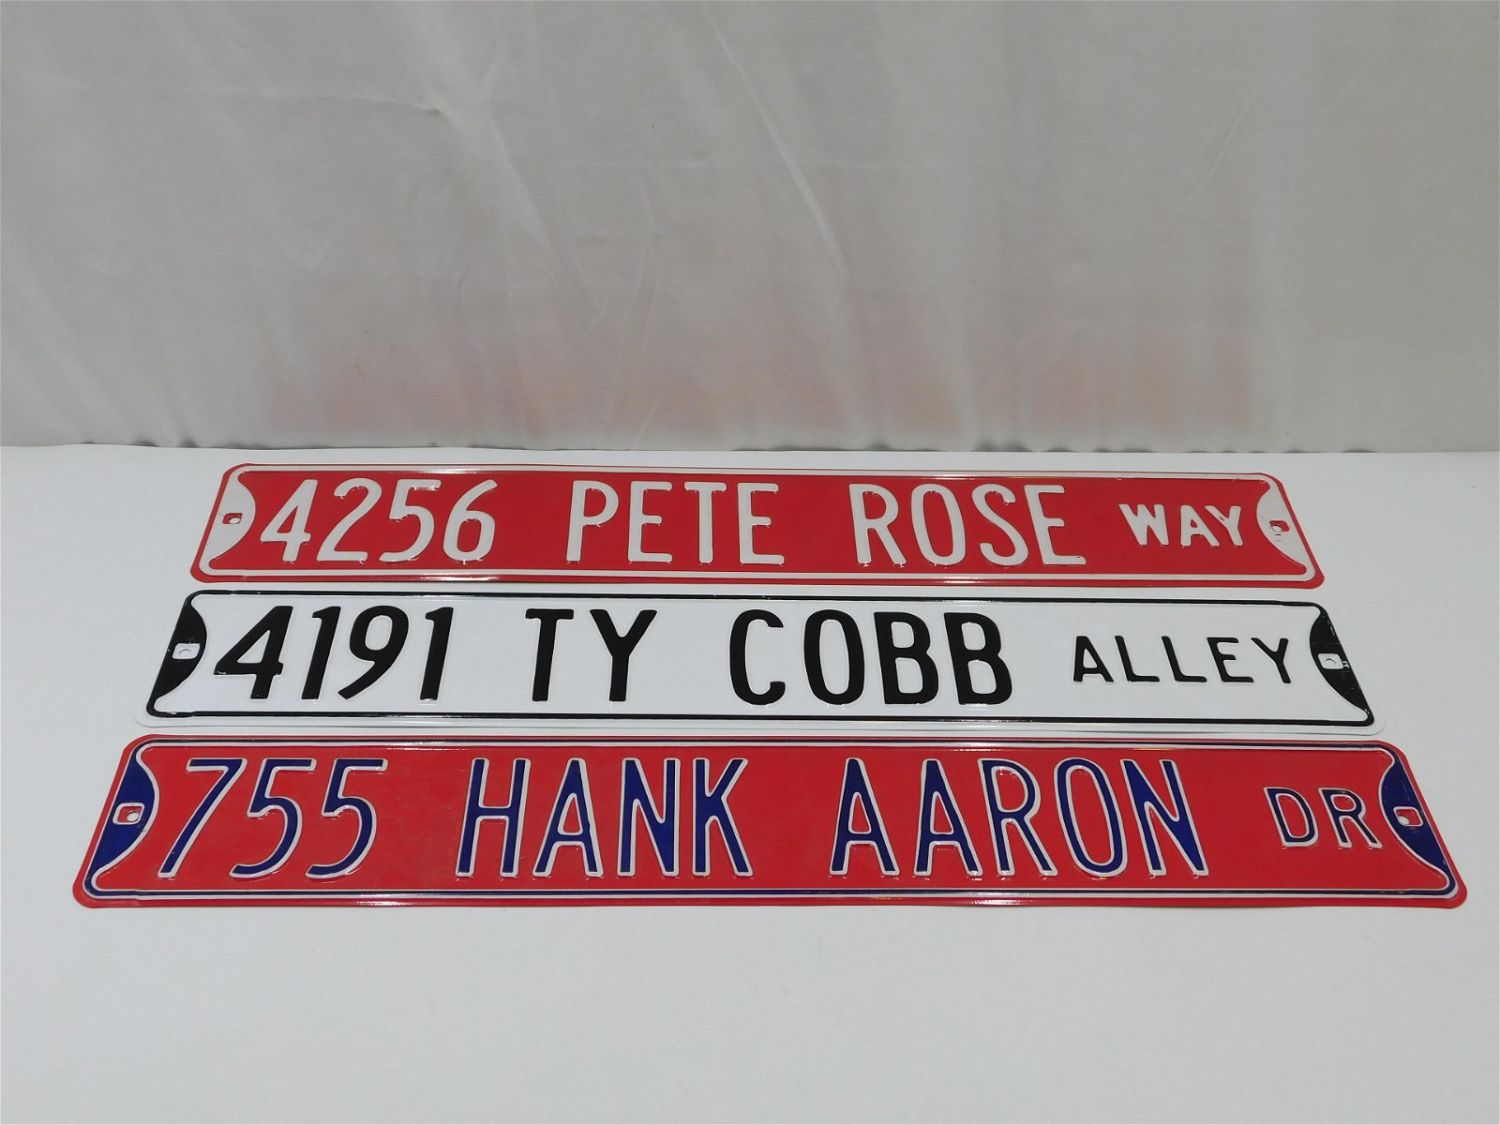 4256 PETE ROSE WAY
4191 TY COBB ALLEY
755 HANK AARON DR